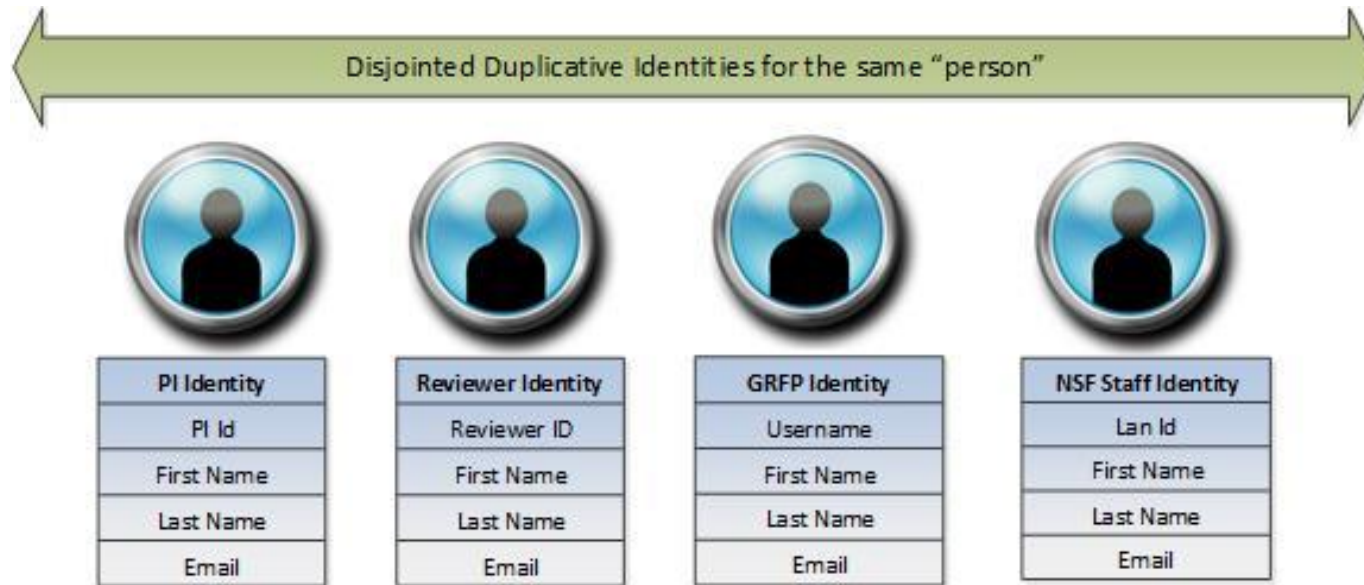 Disjointed Duplicative Identities for the same “person”
PI Identity
PI Id
First Name
Last Name
Email
Reviewer Identity
Reviewer ID
First Name
Last Name
Email
GRFP Identity
Username
First Name
Last Name
Email
NSF Staff Identity
Lan Id
First Name
Last Name
Email